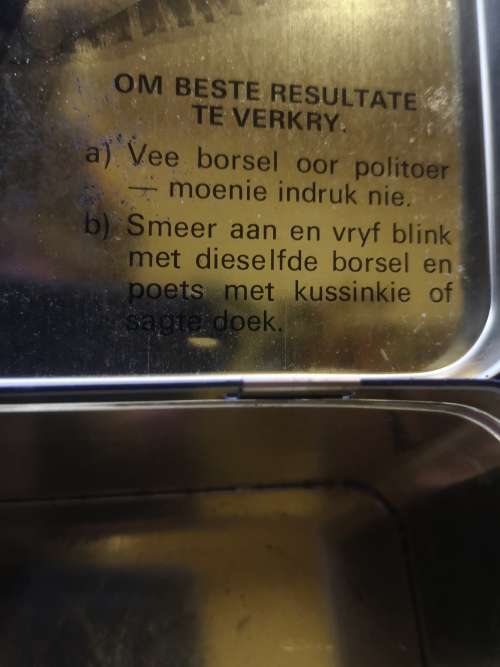 OM BESTE RESULTATE
TE VERKRY.
a) Vee borsel oor politoer
— moenie indruk nie.
b) Smeer aan en vryf blink
met dieselfde borsel en
poets met kussinkie of
sagte doek.